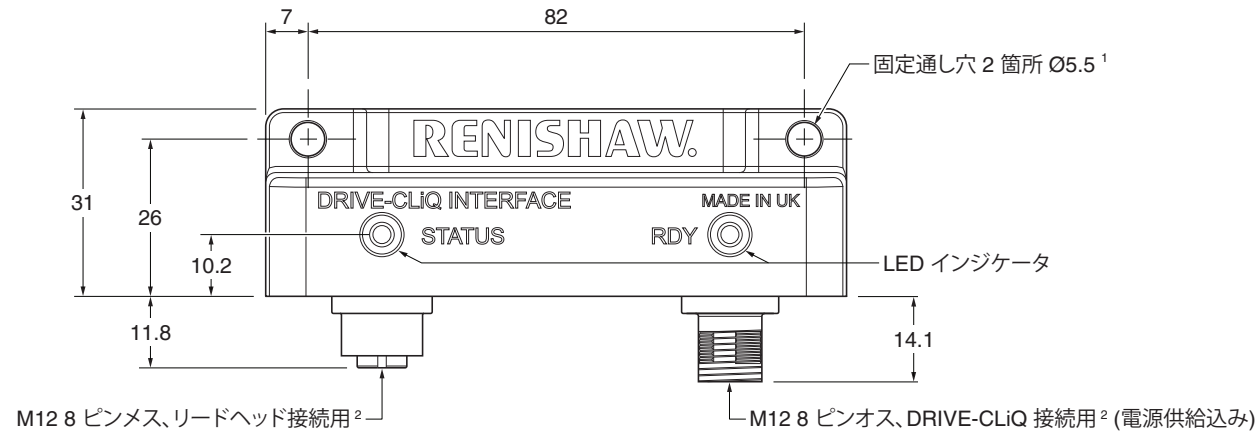 7
82
固定通し穴 2 箇所 Ø5.5 ¹
RENISHAW.
31
26
DRIVE-CLiQ INTERFACE
MADE IN UK
STATUS
RDY
10.2
LED インジケータ
11.8
14.1
M12 8 ピンメス、リードヘッド接続用 ²
M12 8 ピンオス、DRIVE-CLiQ 接続用 ² (電源供給込み)